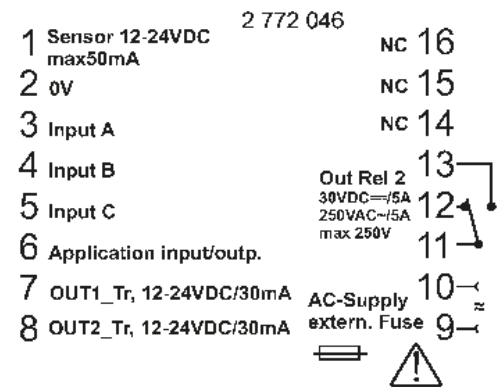 2 772 046
1 Sensor 12-24VDC
max50mA
2 0V
3 Input A
4 Input B
5 Input C
6 Application input/outp.
7 OUT1_Tr, 12-24VDC/30mA
8 OUT2_Tr, 12-24VDC/30mA
NC 16
NC 15
NC 14
13
Out Rel 2
30VDC=/5A
250VAC~/5A
max 250V
12
11
10
AC-Supply
extern. Fuse 9
≈